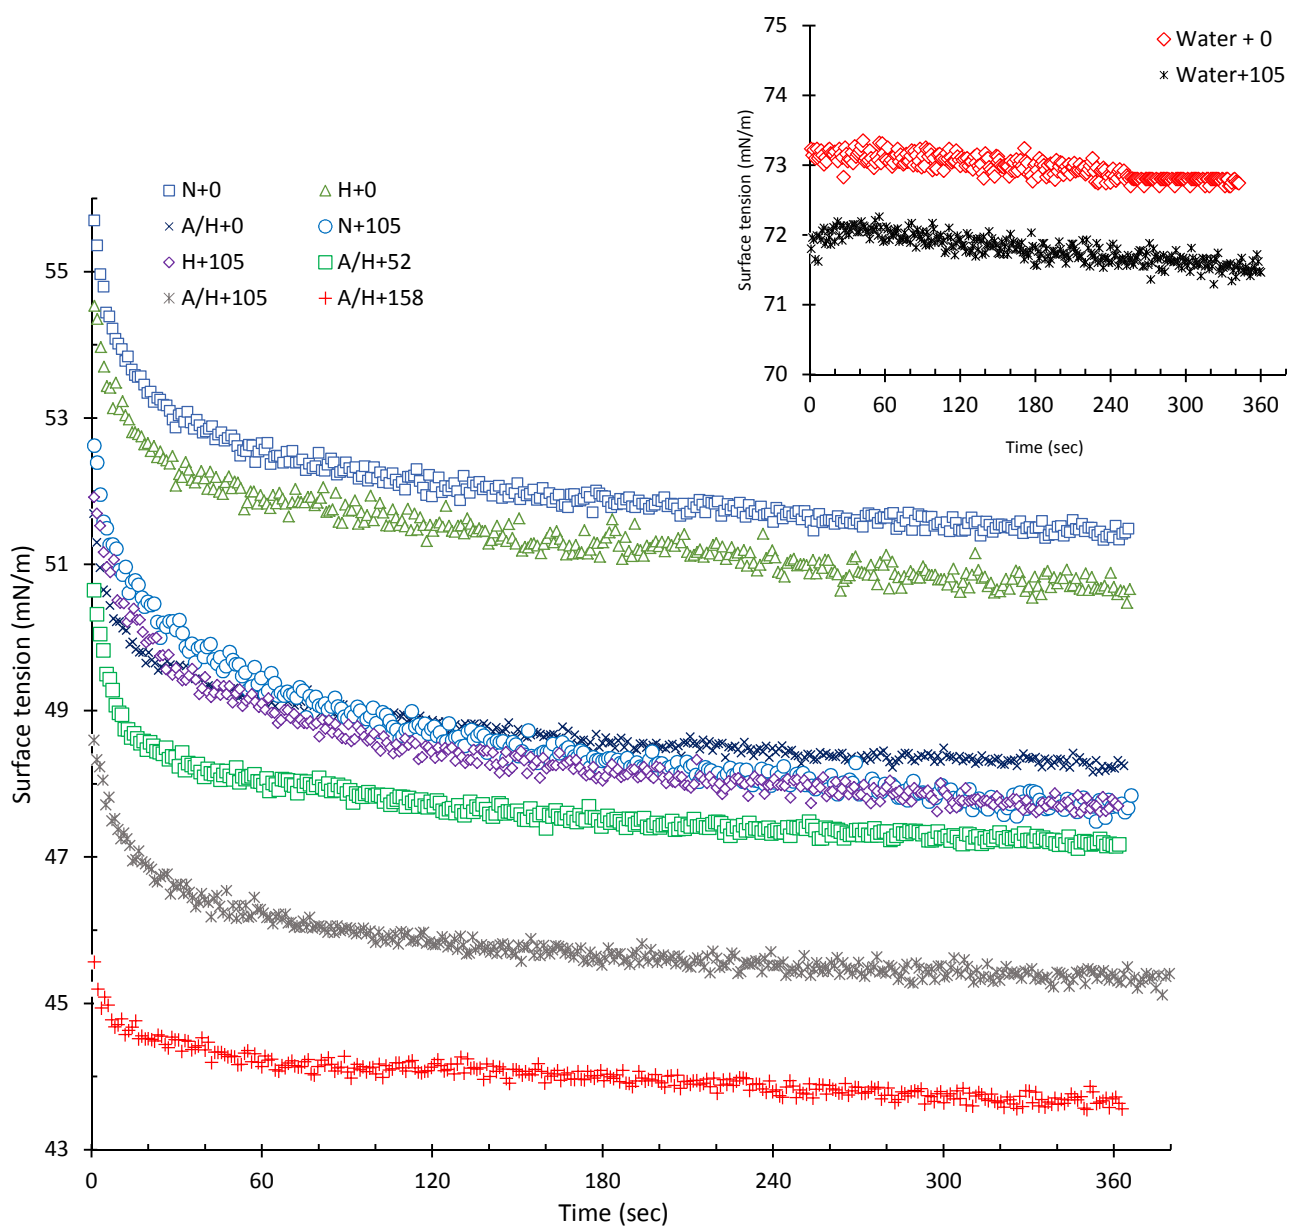 75
74
73
72
71
70
Surface tension (mN/m)
Water + 0
Water+105
0 60 120 180 240 300 360
Time (sec)
N+0 H+0
A/H+0 N+105
H+105 A/H+52
A/H+105 A/H+158
55
53
51
49
47
45
43
Surface tension (mN/m)
0 60 120 180 240 300 360
Time (sec)